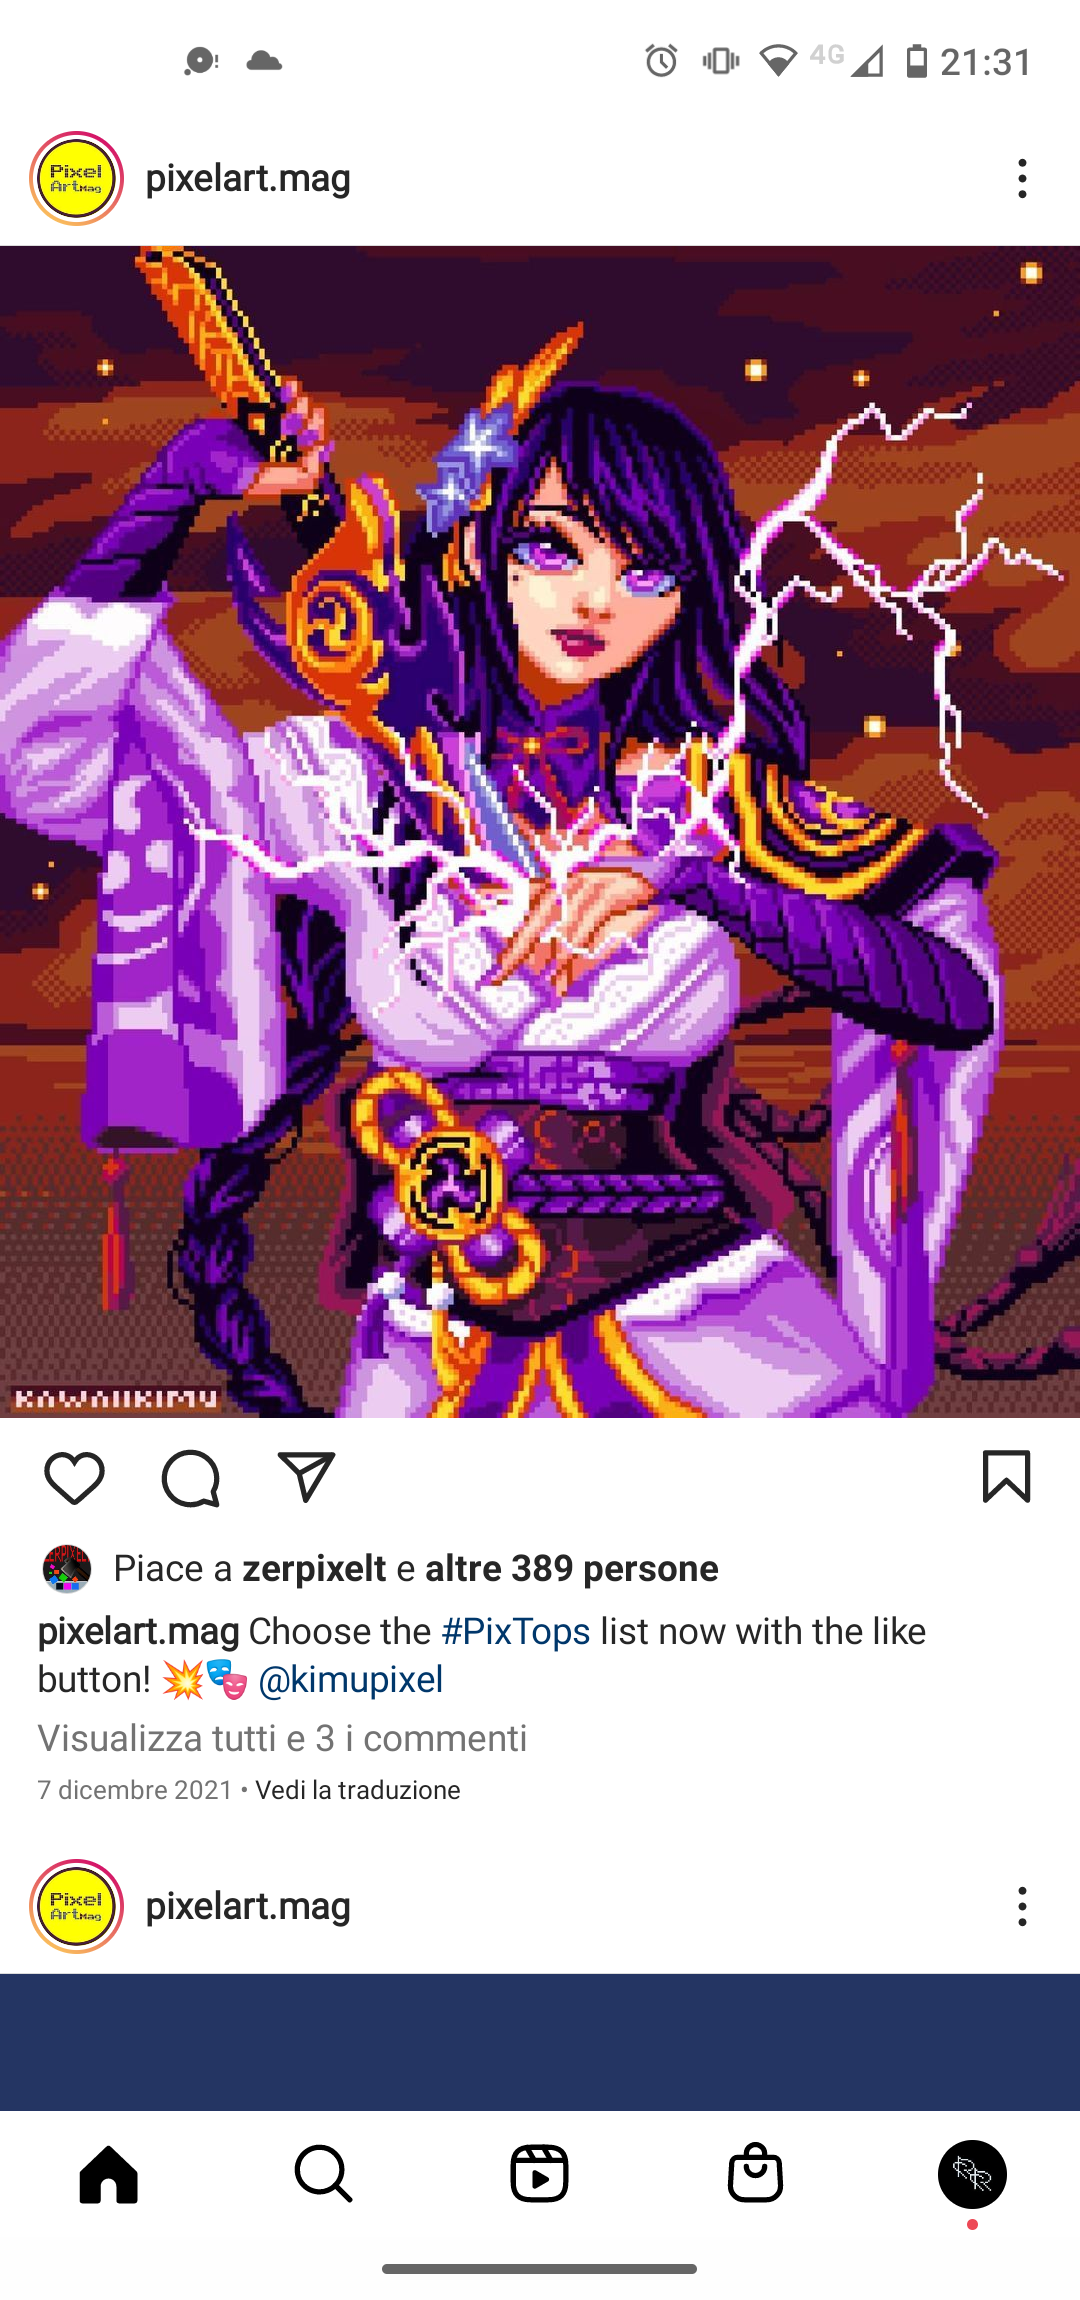 4G 21:31
Pixel
ArtMag
pixelart.mag
KAWAIIKIMU
Piace a zerpixelt e altre 389 persone
pixelart.mag Choose the #PixTops list now with the like
button! 💥🎭 @kimupixel
Visualizza tutti e 3 i commenti
7 dicembre 2021 • Vedi la traduzione
Pixel
ArtMag
pixelart.mag